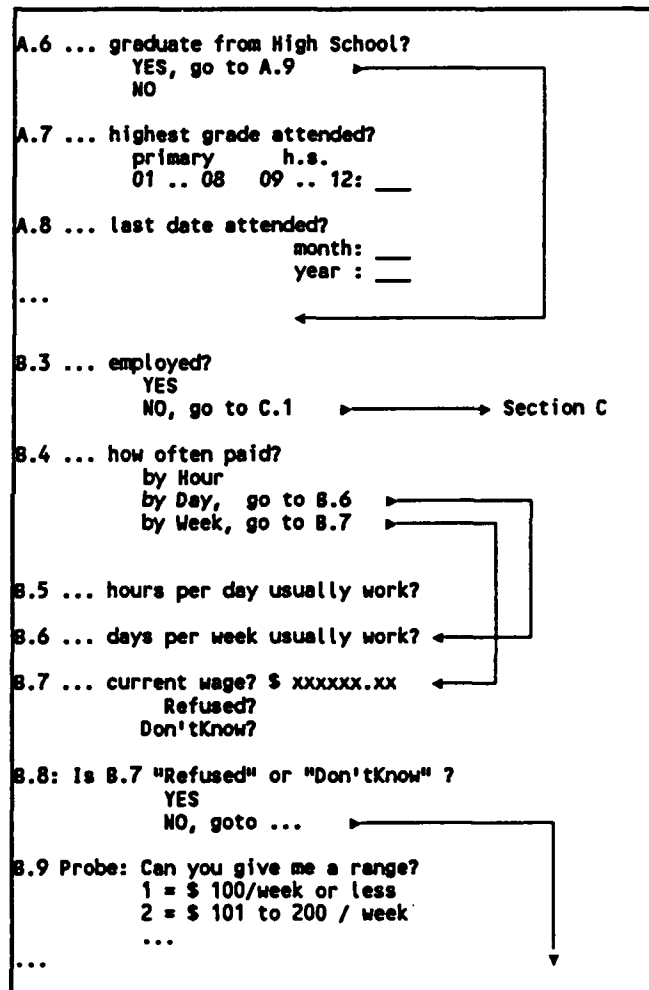 A.6 ... graduate from High School?
YES, go to A.9
NO
A.7 ... highest grade attended?
primary h.s.
01 .. 08 09 .. 12: ___
A.8 ... last date attended?
month: ___
year : ___
...
B.3 ... employed?
YES
NO, go to C.1 Section C
B.4 ... how often paid?
by Hour
by Day, go to B.6
by Week, go to B.7
B.5 ... hours per day usually work?
B.6 ... days per week usually work?
B.7 ... current wage? $ xxxxxx.xx
Refused?
Don'tKnow?
B.8: Is B.7 "Refused" or "Don'tKnow" ?
YES
NO, goto ...
B.9 Probe: Can you give me a range?
1 = $ 100/week or less
2 = $ 101 to 200 / week
...
...